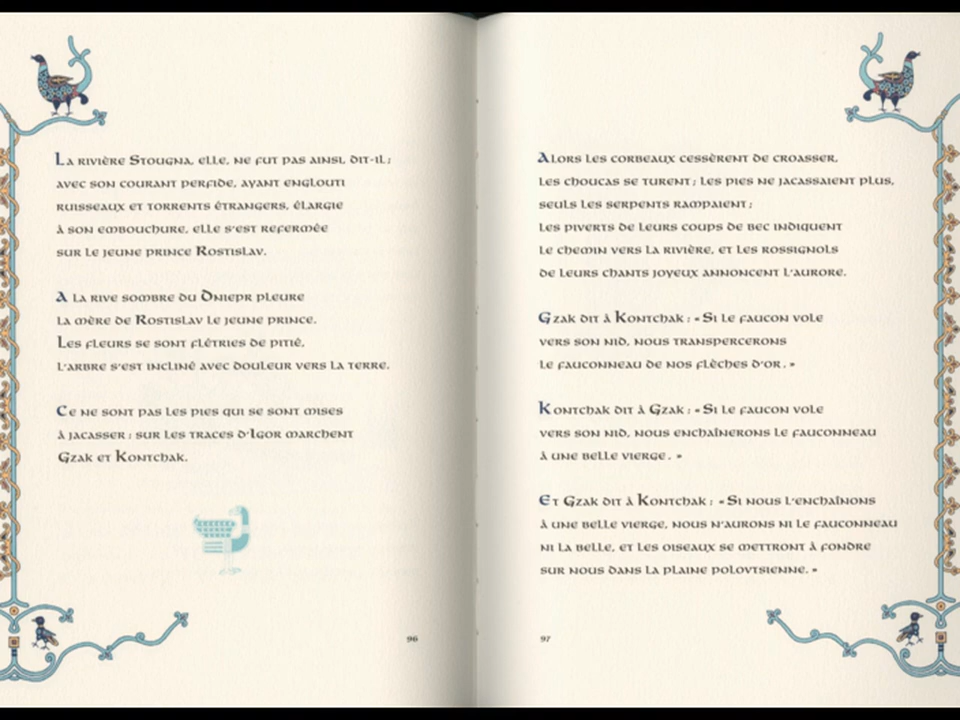 La rivière Stougna, elle, ne fut pas ainsi, dit-il ;
avec son courant perfide, ayant englouti
ruisseaux et torrents étrangers, élargie
à son embouchure, elle s'est refermée
sur le jeune prince Rostislav.
A la rive sombre du Dniepr pleure
la mère de Rostislav le jeune prince.
Les fleurs se sont flétries de pitié,
l'arbre s'est incliné avec douleur vers la terre.
Ce ne sont pas les pies qui se sont mises
à jacasser ; sur les traces d'Igor marchent
Gzak et Kontchak.
96
Alors les corbeaux cessèrent de croasser,
les choucas se turent ; les pies ne jacassaient plus,
seuls les serpents rampaient ;
les piverts de leurs coups de bec indiquent
le chemin vers la rivière, et les rossignols
de leurs chants joyeux annoncent l'aurore.
Gzak dit à Kontchak : « Si le faucon vole
vers son nid, nous transpercerons
le fauconneau de nos flèches d'or. »
Kontchak dit à Gzak : « Si le faucon vole
vers son nid, nous enchaînerons le fauconneau
à une belle vierge. »
Et Gzak dit à Kontchak : « Si nous l'enchaînons
à une belle vierge, nous n'aurons ni le fauconneau
ni la belle, et les oiseaux se mettront à fondre
sur nous dans la plaine polovtsienne. »
97